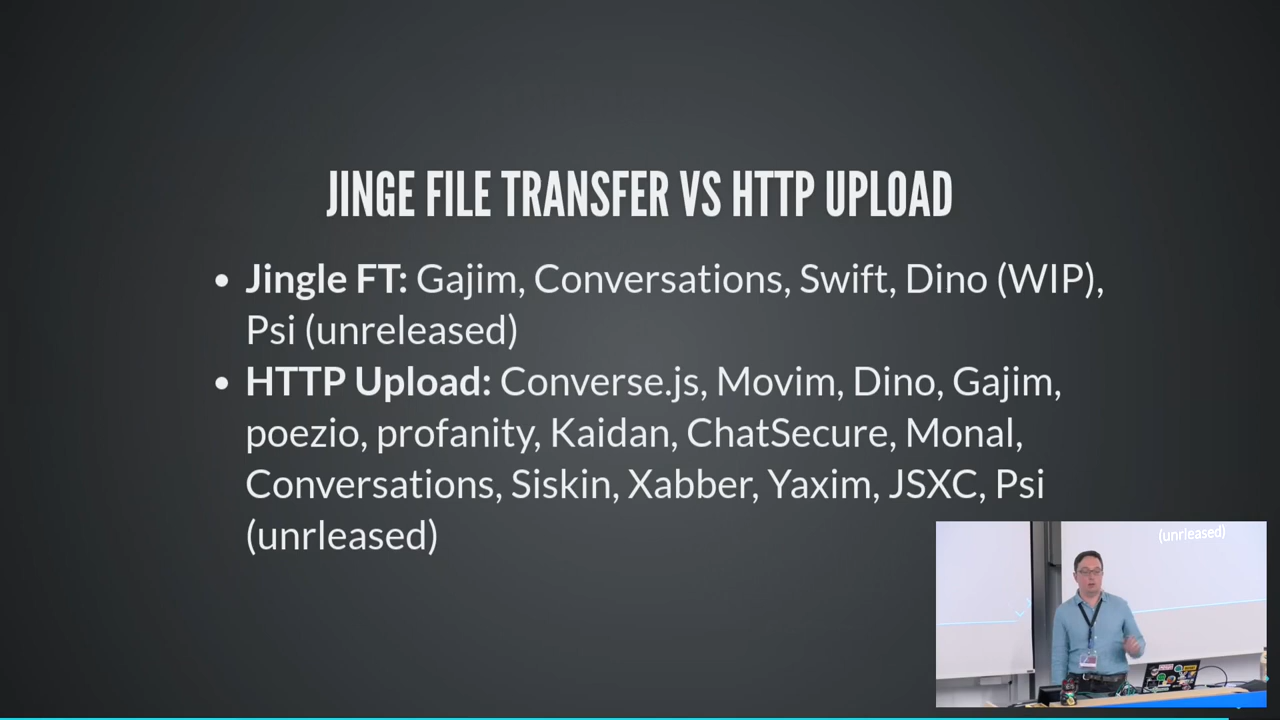 JINGE FILE TRANSFER VS HTTP UPLOAD
• Jingle FT: Gajim, Conversations, Swift, Dino (WIP),
Psi (unreleased)
• HTTP Upload: Converse.js, Movim, Dino, Gajim,
poezio, profanity, Kaidan, ChatSecure, Monal,
Conversations, Siskin, Xabber, Yaxim, JSXC, Psi
(unrleased)
(unrleased)